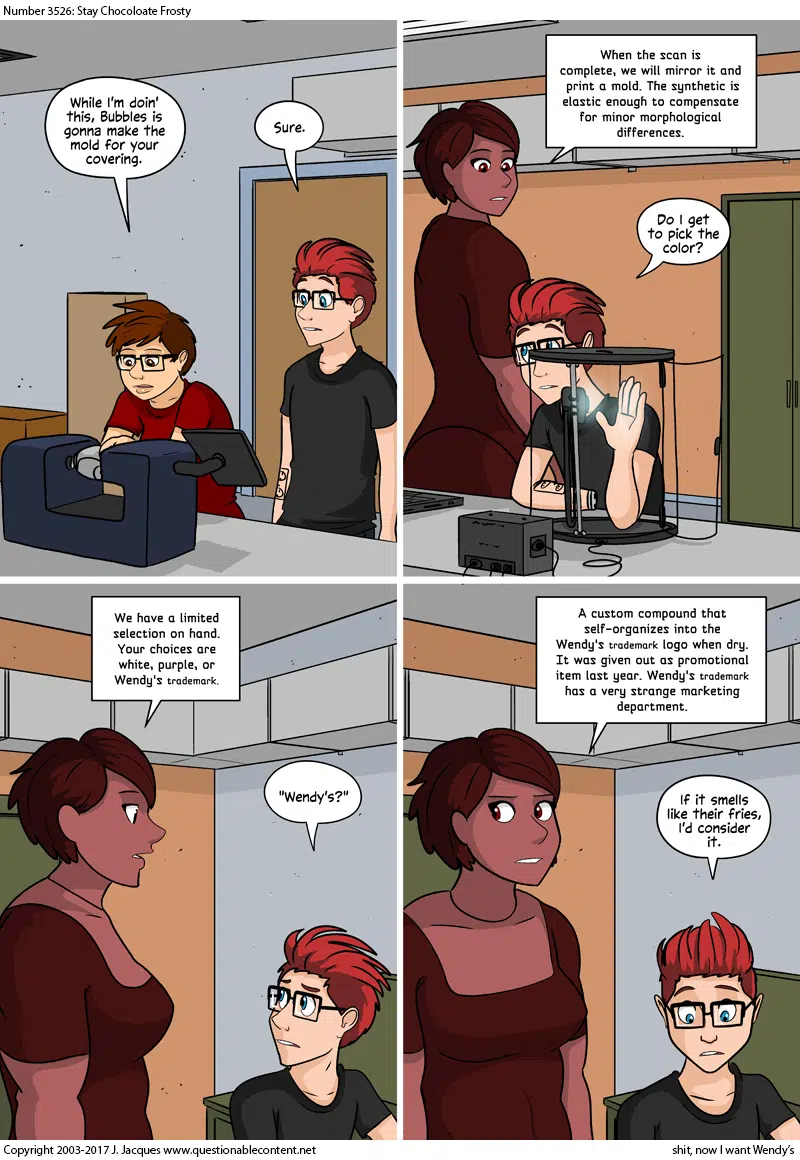 Number 3526: Stay Chocoloate Frosty
While I'm doin'
this, Bubbles is
gonna make the
mold for your
covering.
Sure.
When the scan is
complete, we will mirror it and
print a mold. The synthetic is
elastic enough to compensate
for minor morphological
differences.
Do I get
to pick the
color?
We have a limited
selection on hand.
Your choices are
white, purple, or
Wendy's trademark.
"Wendy's?"
A custom compound that
self-organizes into the
Wendy's trademark logo when dry.
It was given out as promotional
item last year. Wendy's trademark
has a very strange marketing
department.
If it smells
like their fries,
I'd consider
it.
Copyright 2003-2017 J. Jacques www.questionablecontent.net
shit, now I want Wendy's